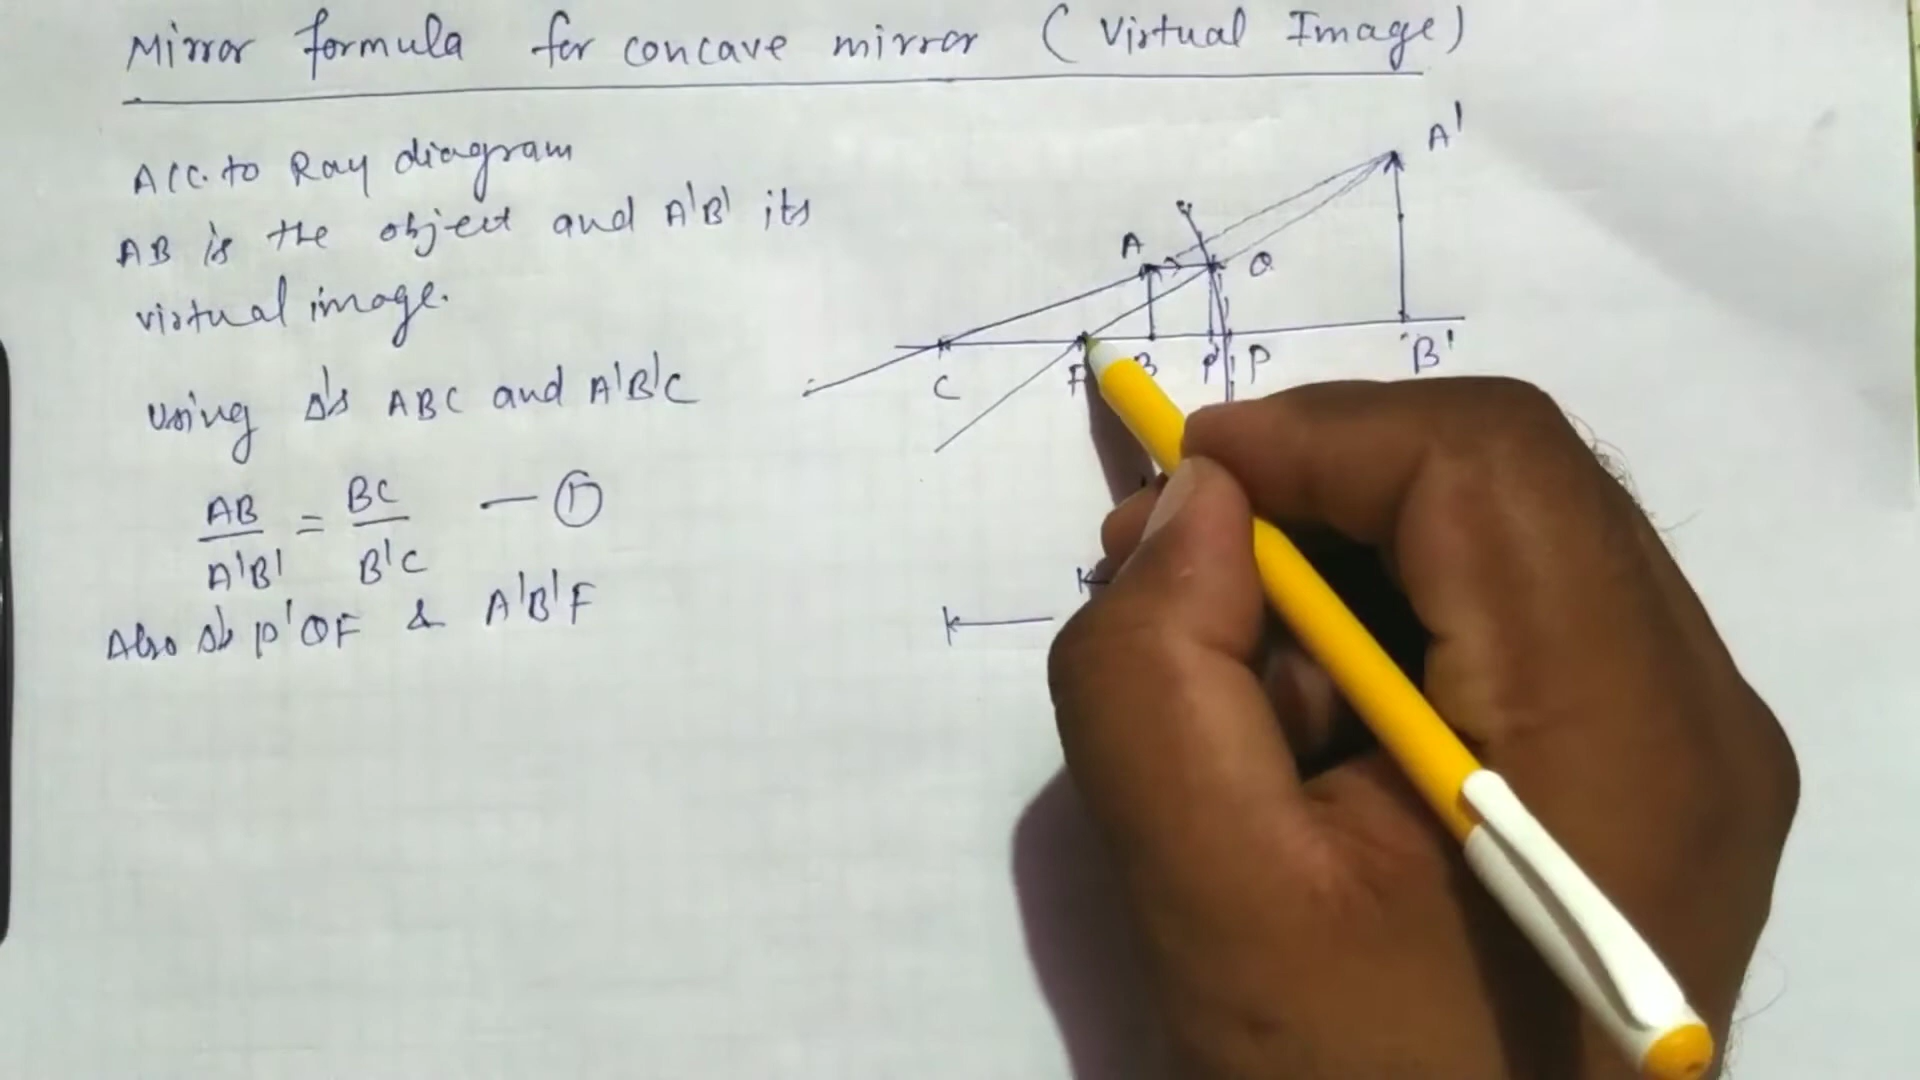 Mirror formula for concave mirror (Virtual Image)
Acc. to Ray diagram
AB is the object and A'B' its
virtual image.
Using Δ's ABC and A'B'C
AB/A'B' = BC/B'C — ①
Also Δs P'QF & A'B'F
A'
A
Q
C
F
B
P'
P
B'